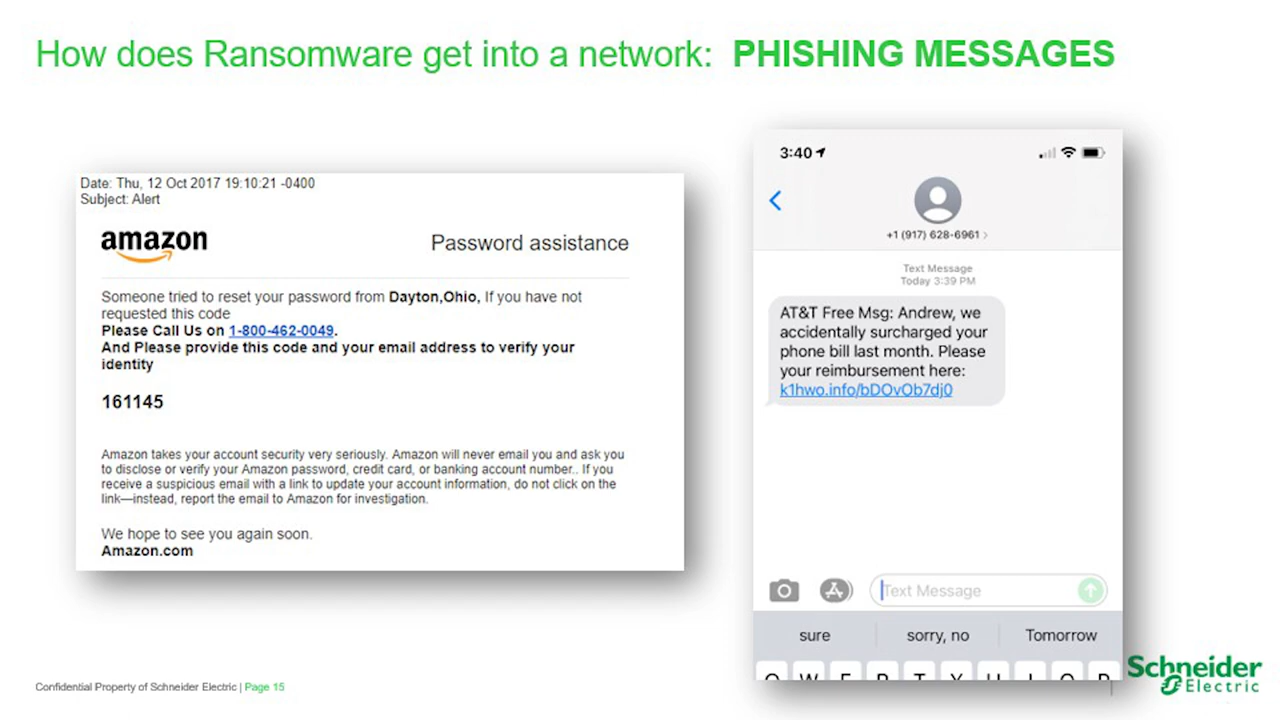 How does Ransomware get into a network: PHISHING MESSAGES
Date: Thu, 12 Oct 2017 19:10:21 -0400
Subject: Alert
amazon
Password assistance
Someone tried to reset your password from Dayton,Ohio, If you have not
requested this code
Please Call Us on 1-800-462-0049.
And Please provide this code and your email address to verify your
identity
161145
Amazon takes your account security very seriously. Amazon will never email you and ask you
to disclose or verify your Amazon password, credit card, or banking account number.. If you
receive a suspicious email with a link to update your account information, do not click on the
link—instead, report the email to Amazon for investigation.
We hope to see you again soon.
Amazon.com
3:40
+1 (917) 628-6961 >
Text Message
Today 3:39 PM
AT&T Free Msg: Andrew, we
accidentally surcharged your
phone bill last month. Please
your reimbursement here:
k1hwo.info/bDOvOb7dj0
Text Message
sure
sorry, no
Tomorrow
Q W E R T Y U I O P
Confidential Property of Schneider Electric | Page 15
Schneider
Electric